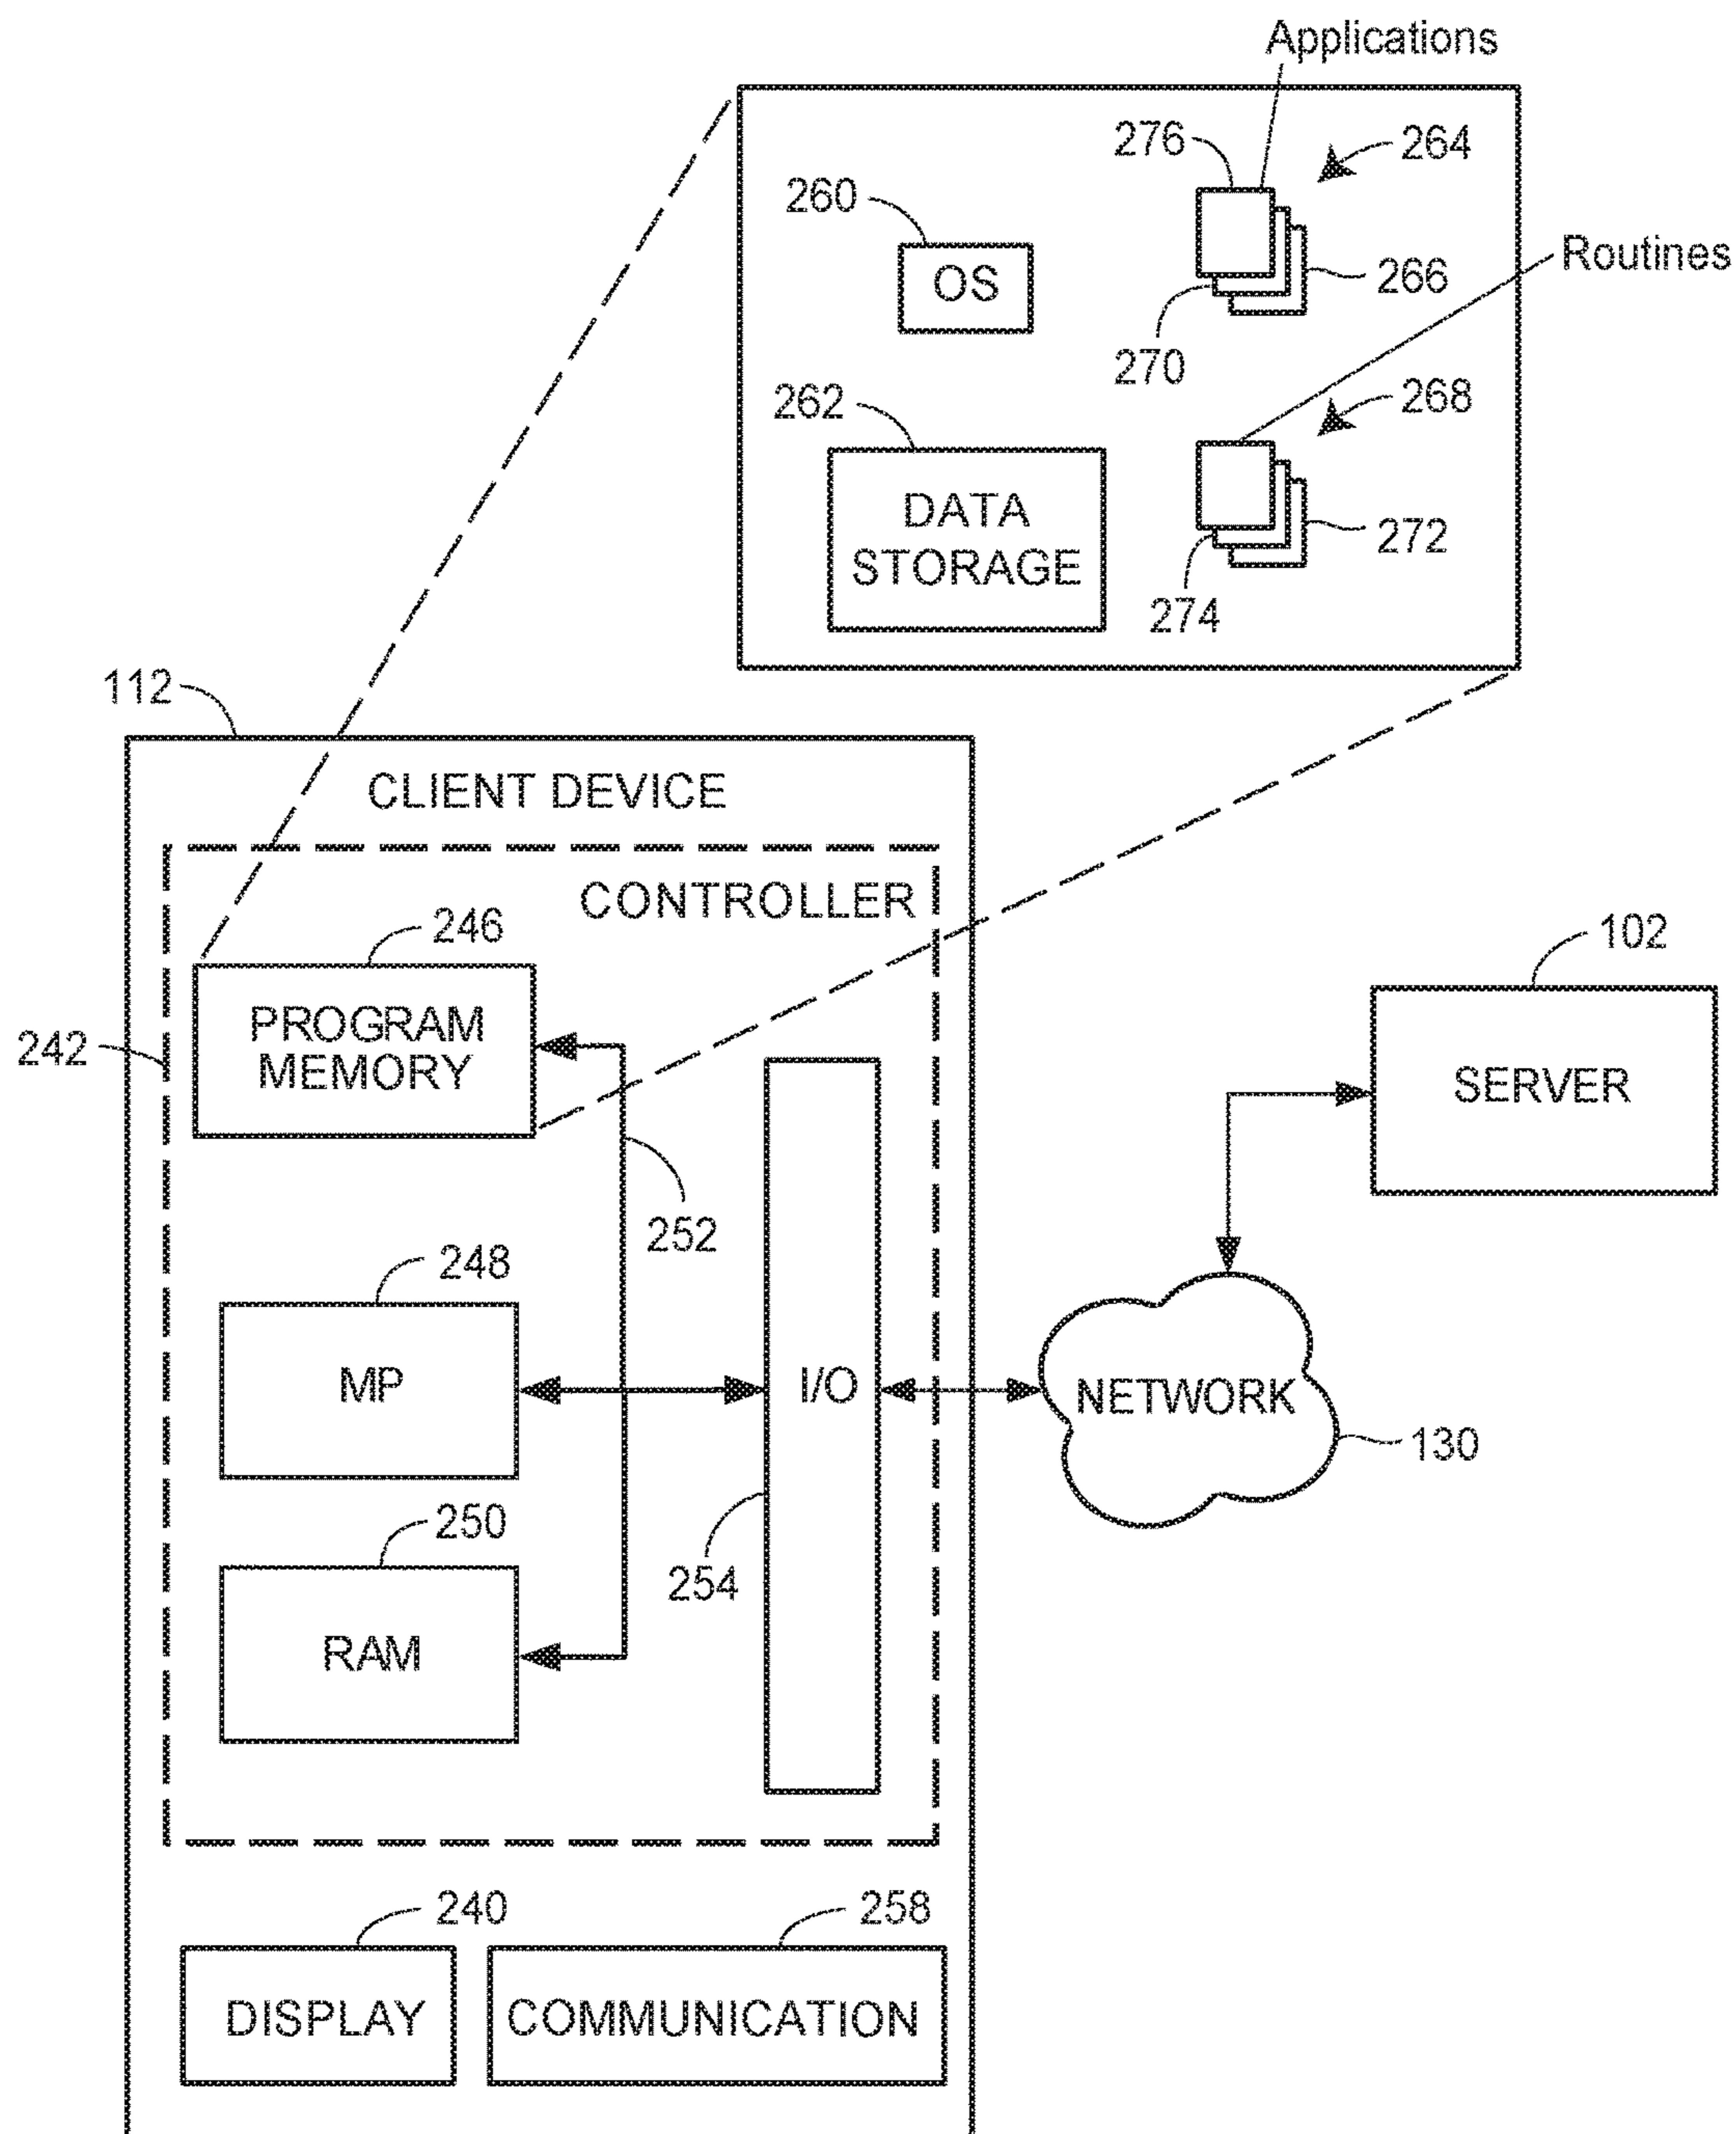 Applications
276
264
260
OS
266
Routines
270
262
268
DATA
STORAGE
272
274
112
CLIENT DEVICE
CONTROLLER
246
102
PROGRAM
MEMORY
242
SERVER
252
248
MP
I/O
NETWORK
130
250
254
RAM
240
258
DISPLAY
COMMUNICATION